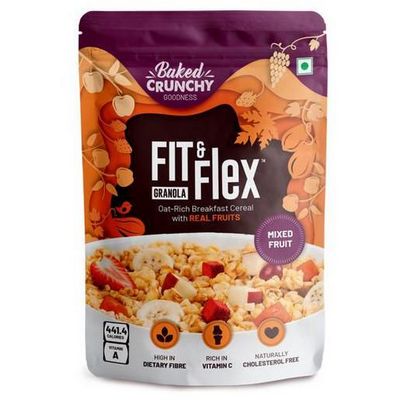 Baked
CRUNCHY
GOODNESS
FIT & Flex™
GRANOLA
Oat-Rich Breakfast Cereal
with REAL FRUITS
MIXED
FRUIT
441.4
CALORIES
VITAMIN
A
HIGH IN
DIETARY FIBRE
RICH IN
VITAMIN C
NATURALLY
CHOLESTEROL FREE